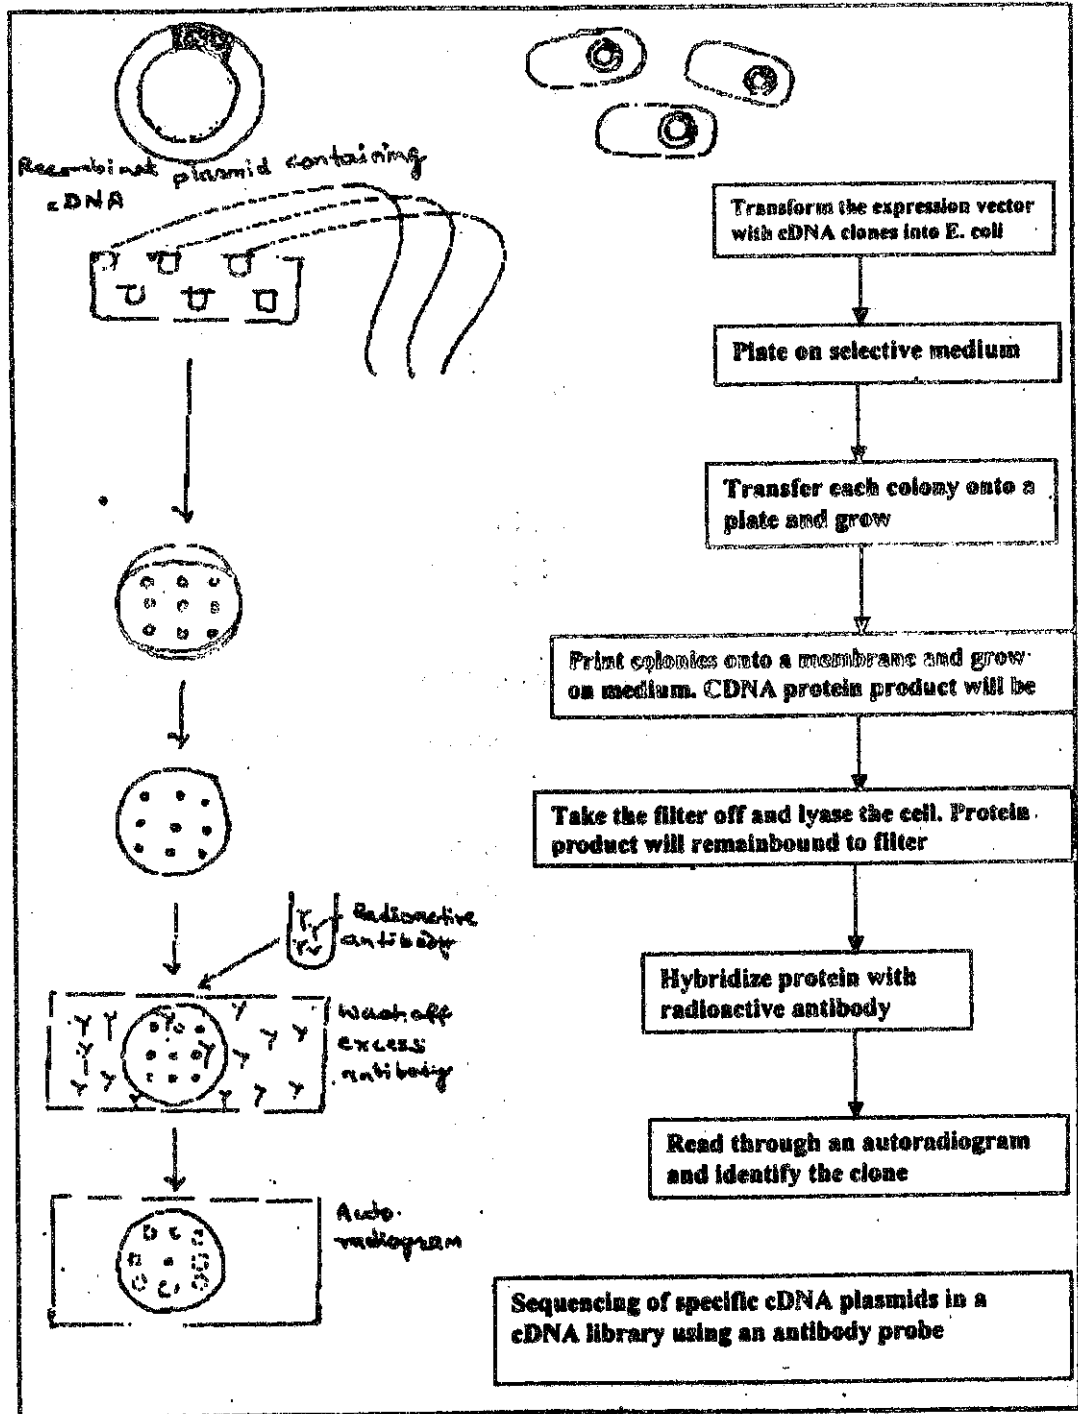 Recombinat plasmid containing
cDNA
Transform the expression vector
with cDNA clones into E. coli
Plate on selective medium
Transfer each colony onto a
plate and grow
Print colonies onto a membrane and grow
on medium. CDNA protein product will be
Take the filter off and lyase the cell. Protein
product will remainbound to filter
Radioactive
antibody
Hybridize protein with
radioactive antibody
Wash off
excess
antibody
Read through an autoradiogram
and identify the clone
Auto-
radiogram
Sequencing of specific cDNA plasmids in a
cDNA library using an antibody probe